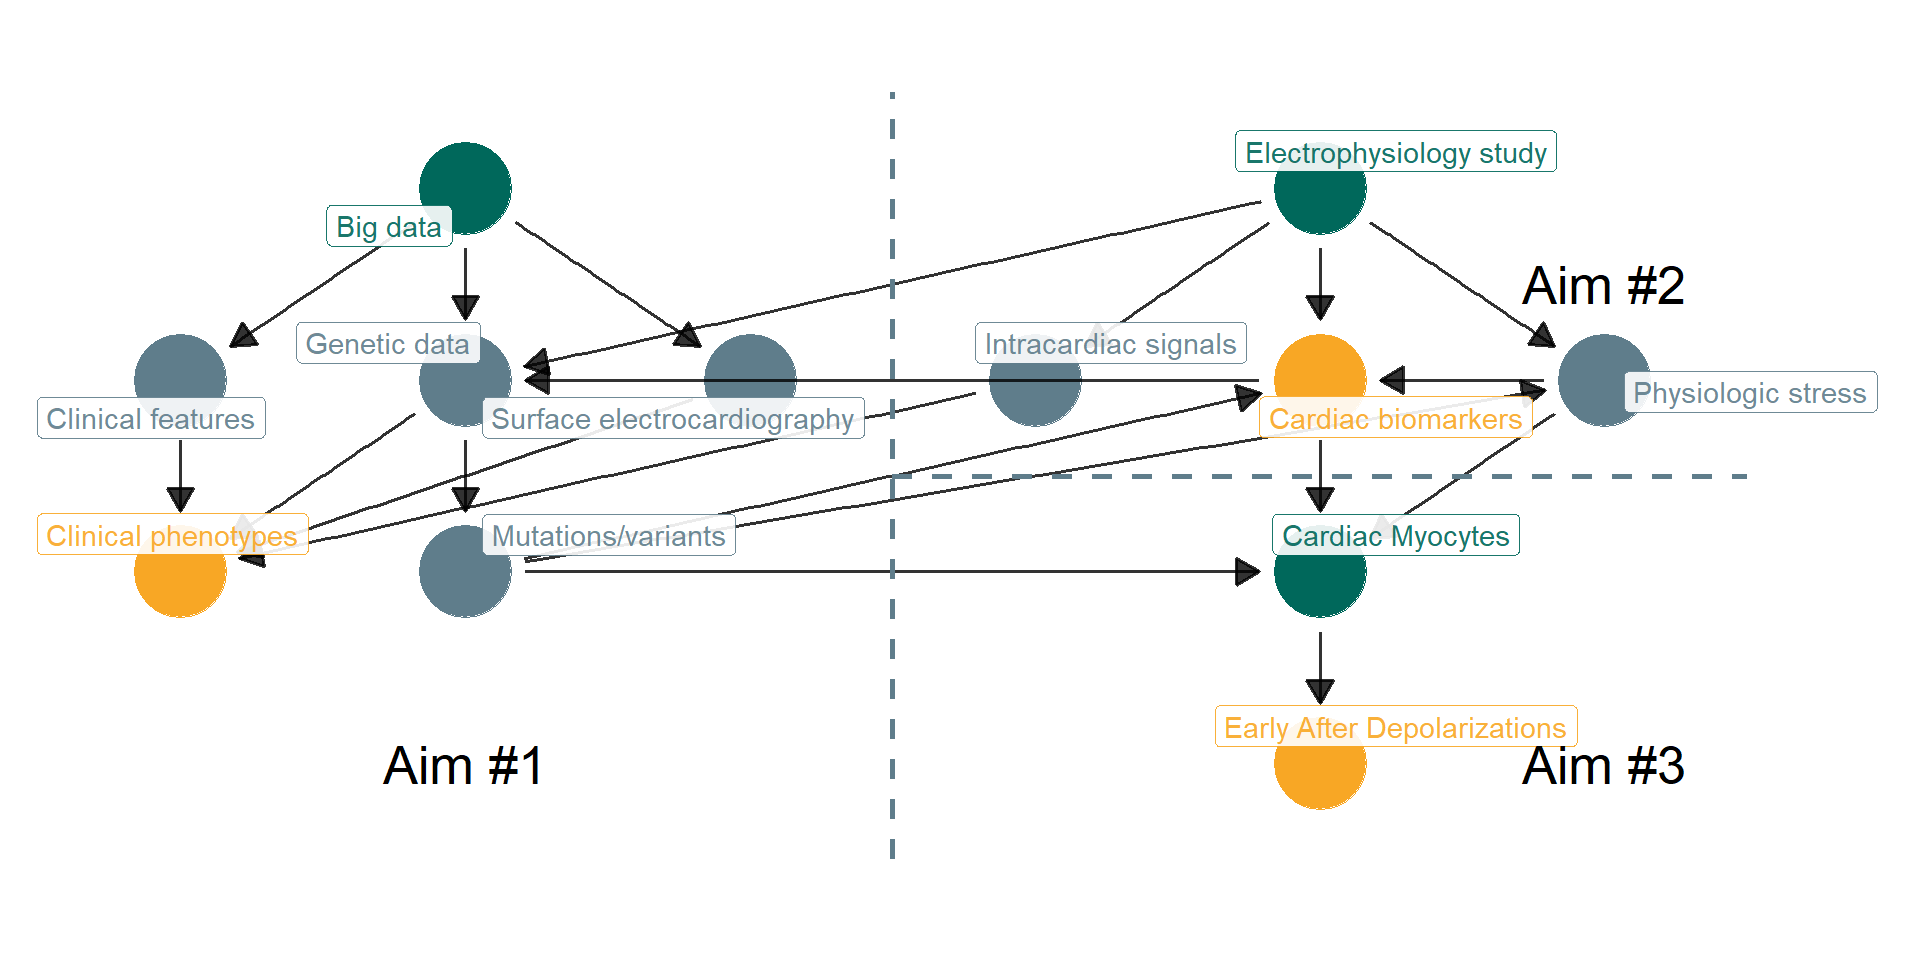 Electrophysiology study
Big data
Aim #2
Genetic data
Intracardiac signals
Physiologic stress
Clinical features
Surface electrocardiography
Cardiac biomarkers
Clinical phenotypes
Mutations/variants
Cardiac Myocytes
Early After Depolarizations
Aim #1
Aim #3